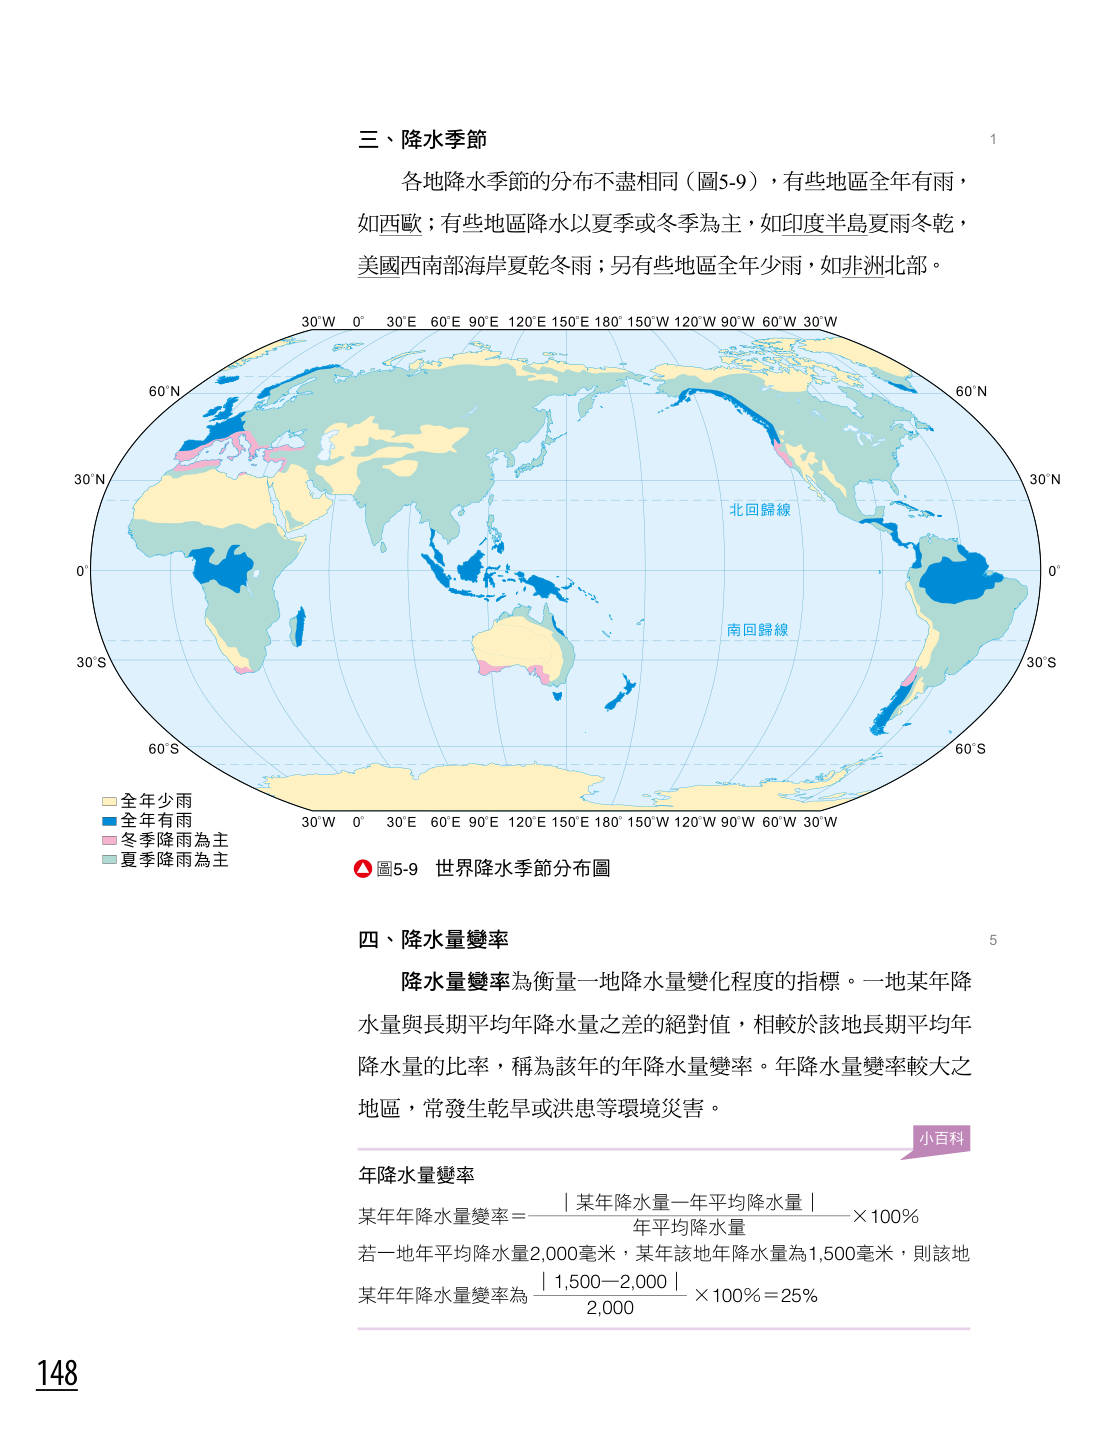 三、降水季節
1
各地降水季節的分布不盡相同（圖5-9），有些地區全年有雨，
如西歐；有些地區降水以夏季或冬季為主，如印度半島夏雨冬乾，
美國西南部海岸夏乾冬雨；另有些地區全年少雨，如非洲北部。
30°W 0° 30°E 60°E 90°E 120°E 150°E 180° 150°W 120°W 90°W 60°W 30°W
60°N 60°N
30°N 30°N
北回歸線
0° 0°
南回歸線
30°S 30°S
60°S 60°S
30°W 0° 30°E 60°E 90°E 120°E 150°E 180° 150°W 120°W 90°W 60°W 30°W
全年少雨
全年有雨
冬季降雨為主
夏季降雨為主
圖5-9 世界降水季節分布圖
四、降水量變率
5
降水量變率為衡量一地降水量變化程度的指標。一地某年降
水量與長期平均年降水量之差的絕對值，相較於該地長期平均年
降水量的比率，稱為該年的年降水量變率。年降水量變率較大之
地區，常發生乾旱或洪患等環境災害。
小百科
年降水量變率
某年年降水量變率＝｜某年降水量－年平均降水量｜
年平均降水量
×100%
若一地年平均降水量2,000毫米，某年該地年降水量為1,500毫米，則該地
某年年降水量變率為｜1,500－2,000｜
2,000
×100%＝25%
148